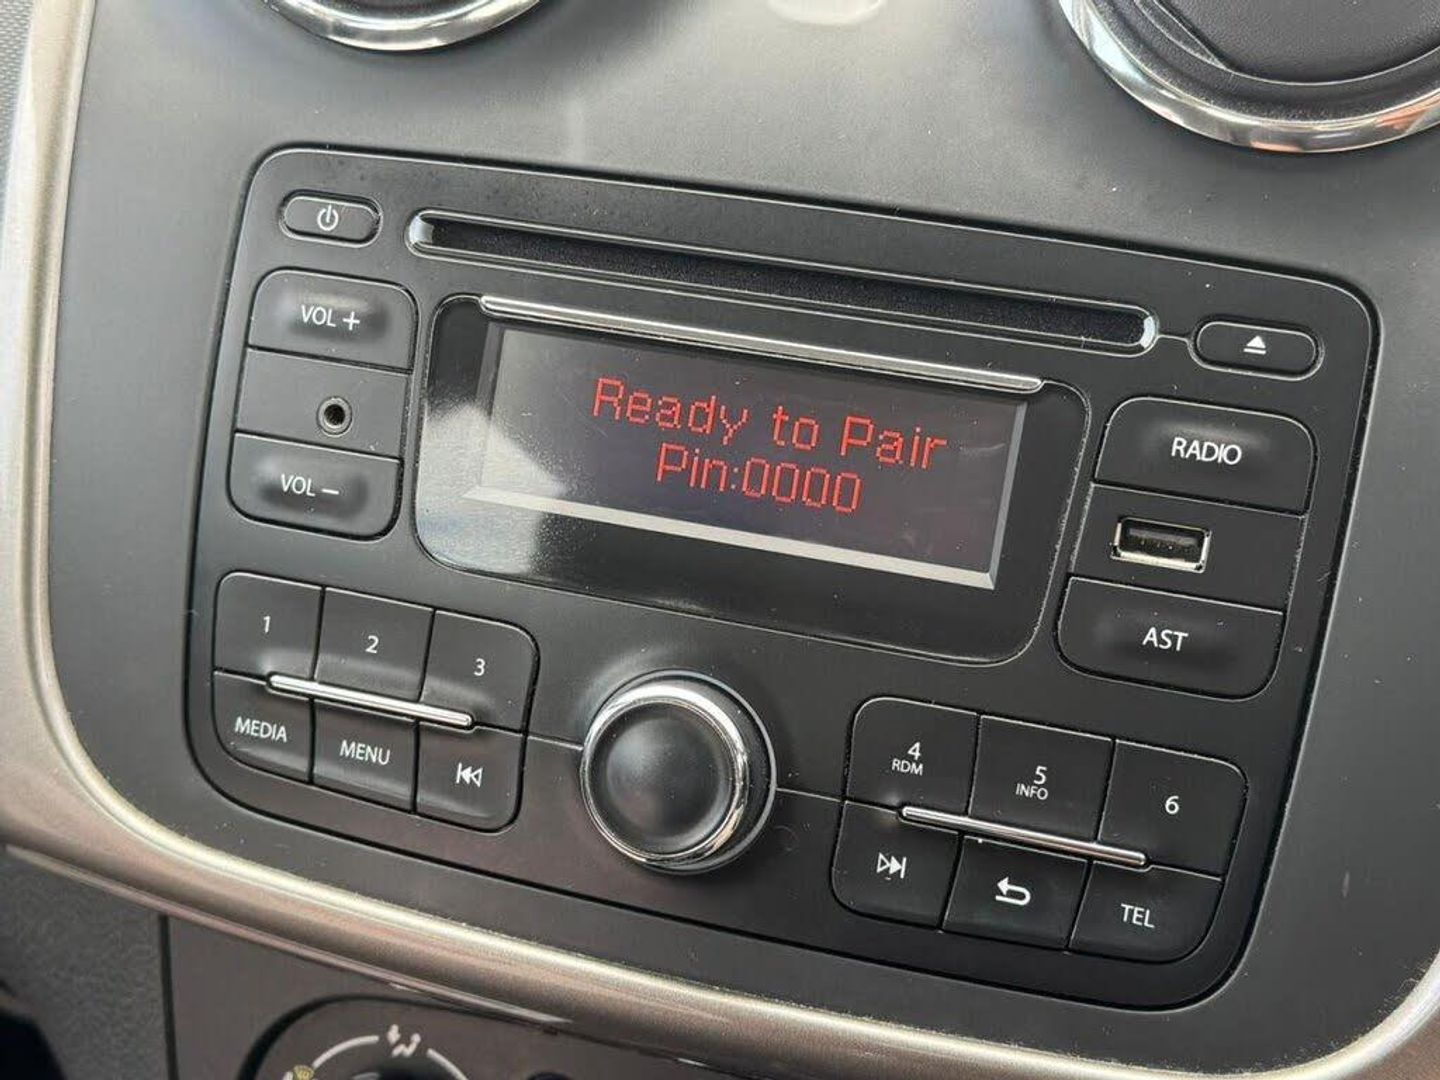 VOL +
VOL −
Ready to Pair
Pin:0000
RADIO
AST
1
2
3
MEDIA
MENU
4
RDM
5
INFO
6
TEL